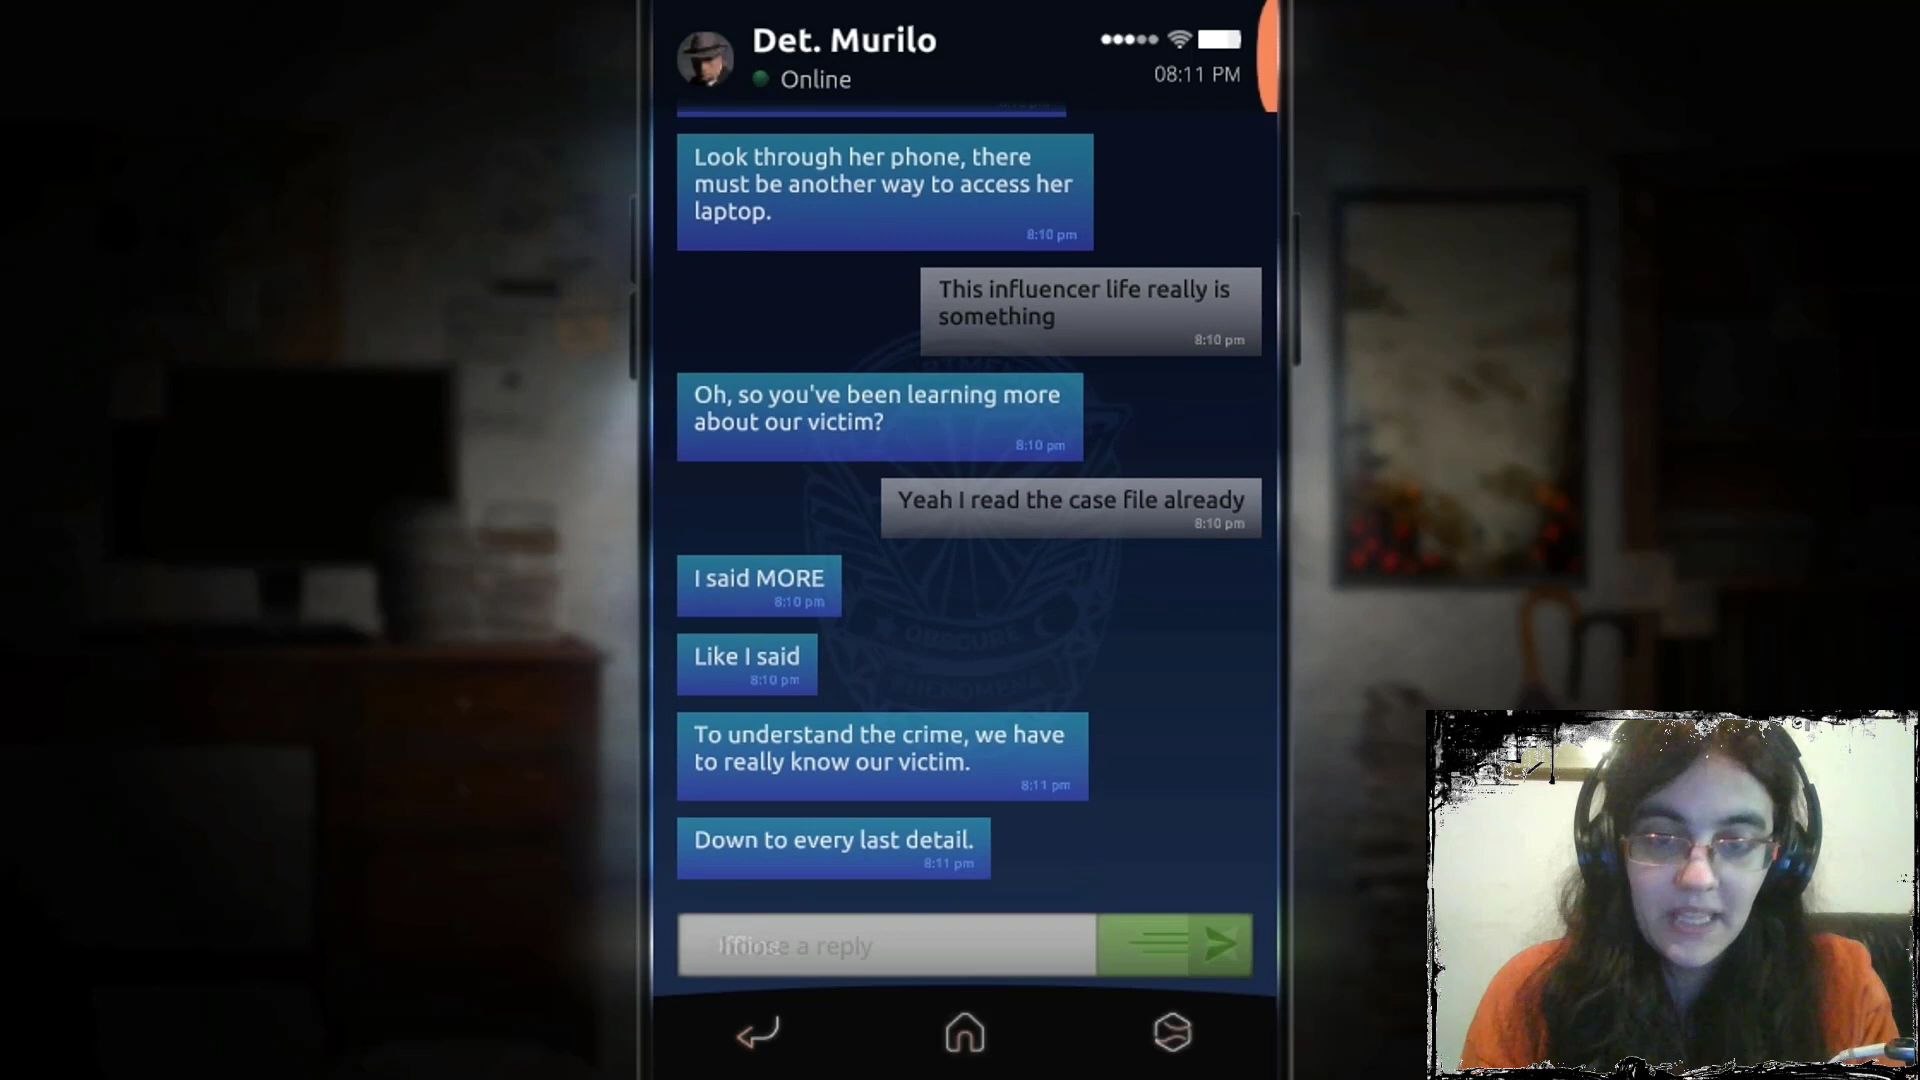 Det. Murilo
Online
08:11 PM
Look through her phone, there
must be another way to access her
laptop.
8:10 pm
This influencer life really is
something
8:10 pm
Oh, so you've been learning more
about our victim?
8:10 pm
Yeah I read the case file already
8:10 pm
I said MORE
8:10 pm
Like I said
8:10 pm
To understand the crime, we have
to really know our victim.
8:11 pm
Down to every last detail.
8:11 pm
a reply
OBSCURE
PHENOMENA